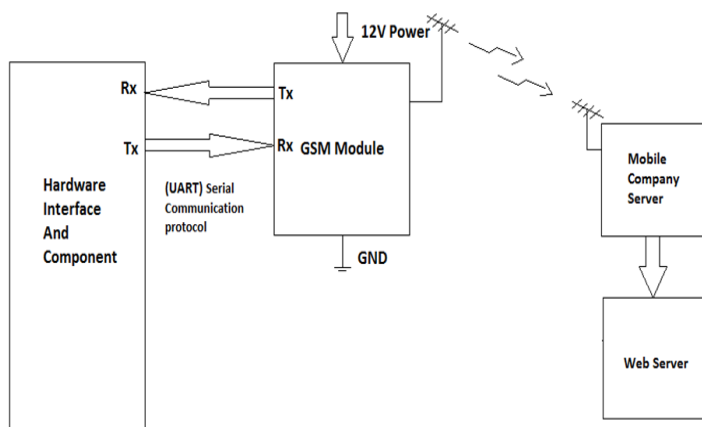 12V Power
Rx
Tx
Tx
Rx
GSM Module
Hardware
Interface
And
Component
(UART) Serial
Communication
protocol
GND
Mobile
Company
Server
Web Server